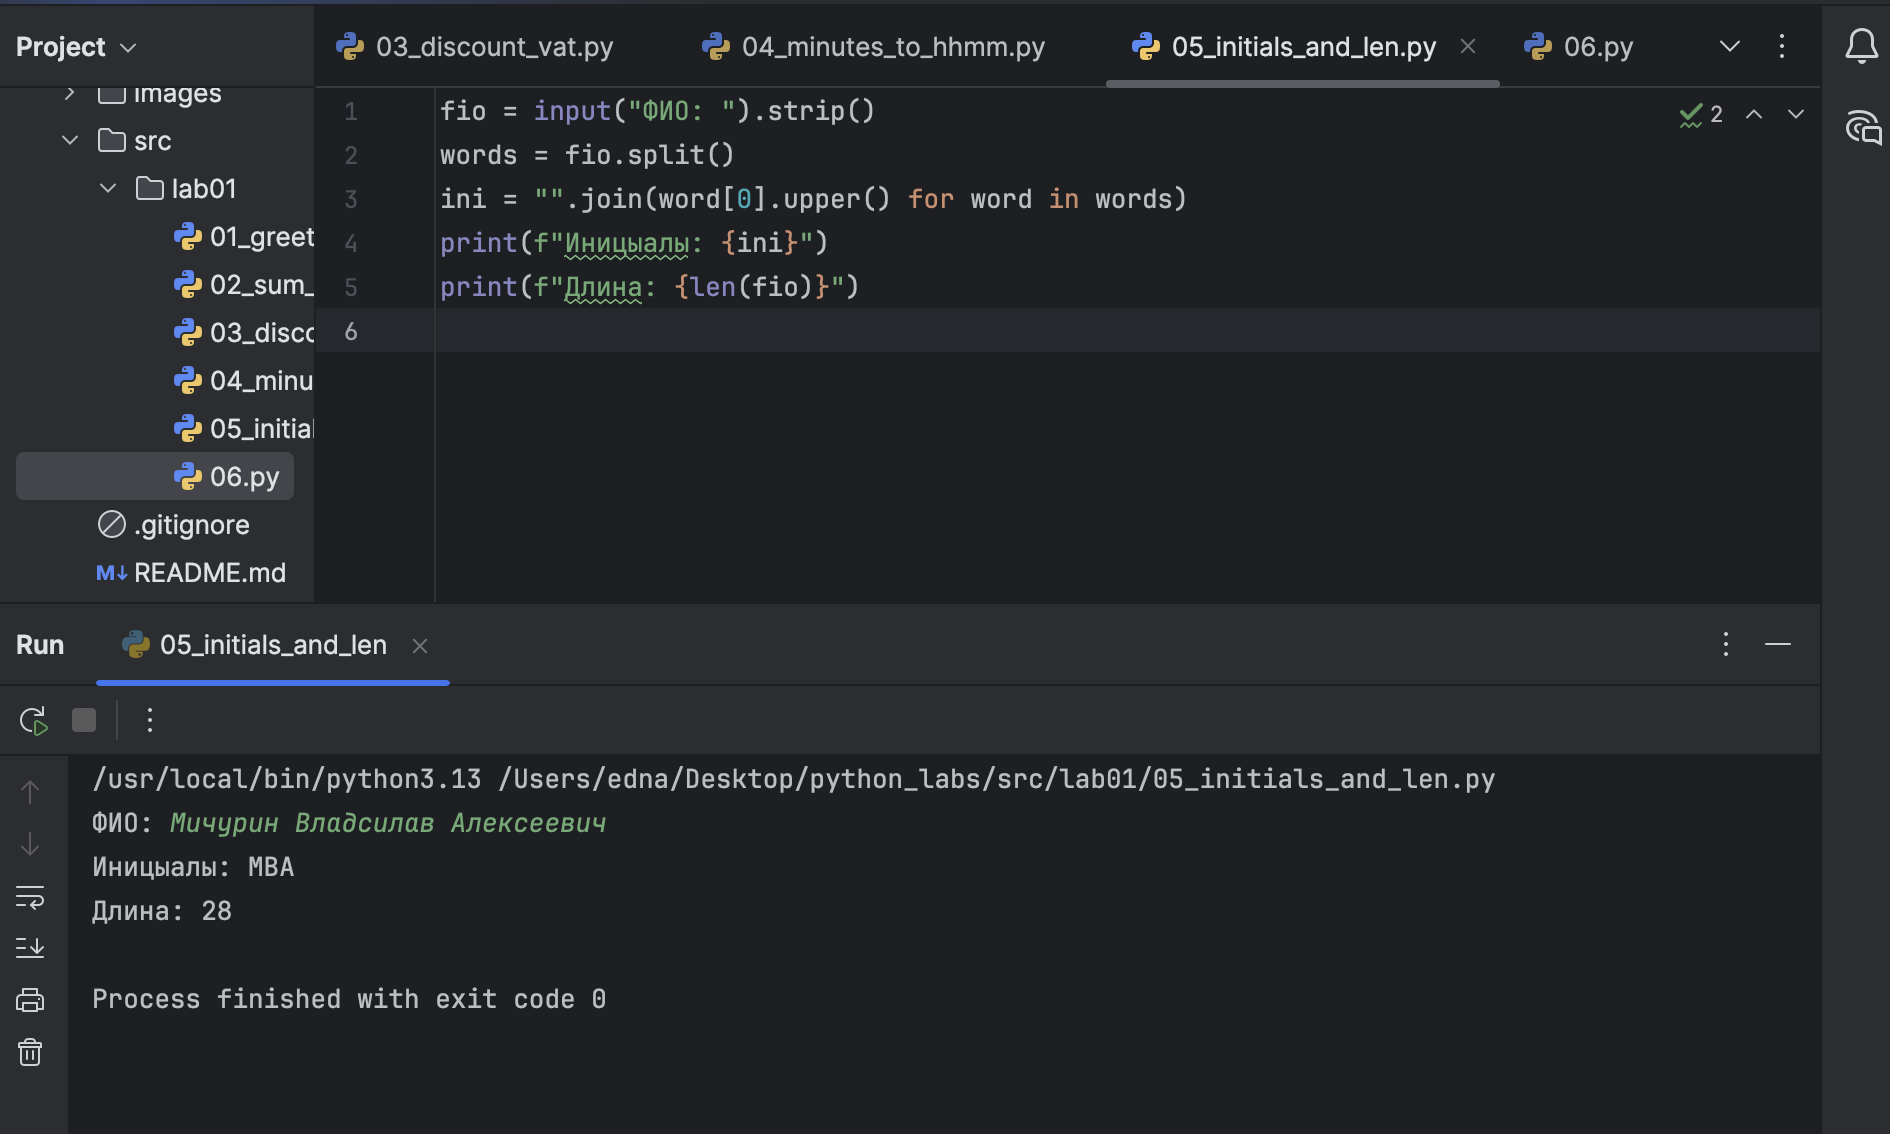 Project
03_discount_vat.py
04_minutes_to_hhmm.py
05_initials_and_len.py
06.py
images
src
lab01
01_greet
02_sum_
03_disco
04_minu
05_initial
06.py
.gitignore
M↓ README.md
1 fio = input("ФИО: ").strip()
2 words = fio.split()
3 ini = "".join(word[0].upper() for word in words)
4 print(f"Иницыалы: {ini}")
5 print(f"Длина: {len(fio)}")
6
2
Run
05_initials_and_len
/usr/local/bin/python3.13 /Users/edna/Desktop/python_labs/src/lab01/05_initials_and_len.py
ФИО: Мичурин Владсилав Алексеевич
Иницыалы: МВА
Длина: 28
Process finished with exit code 0